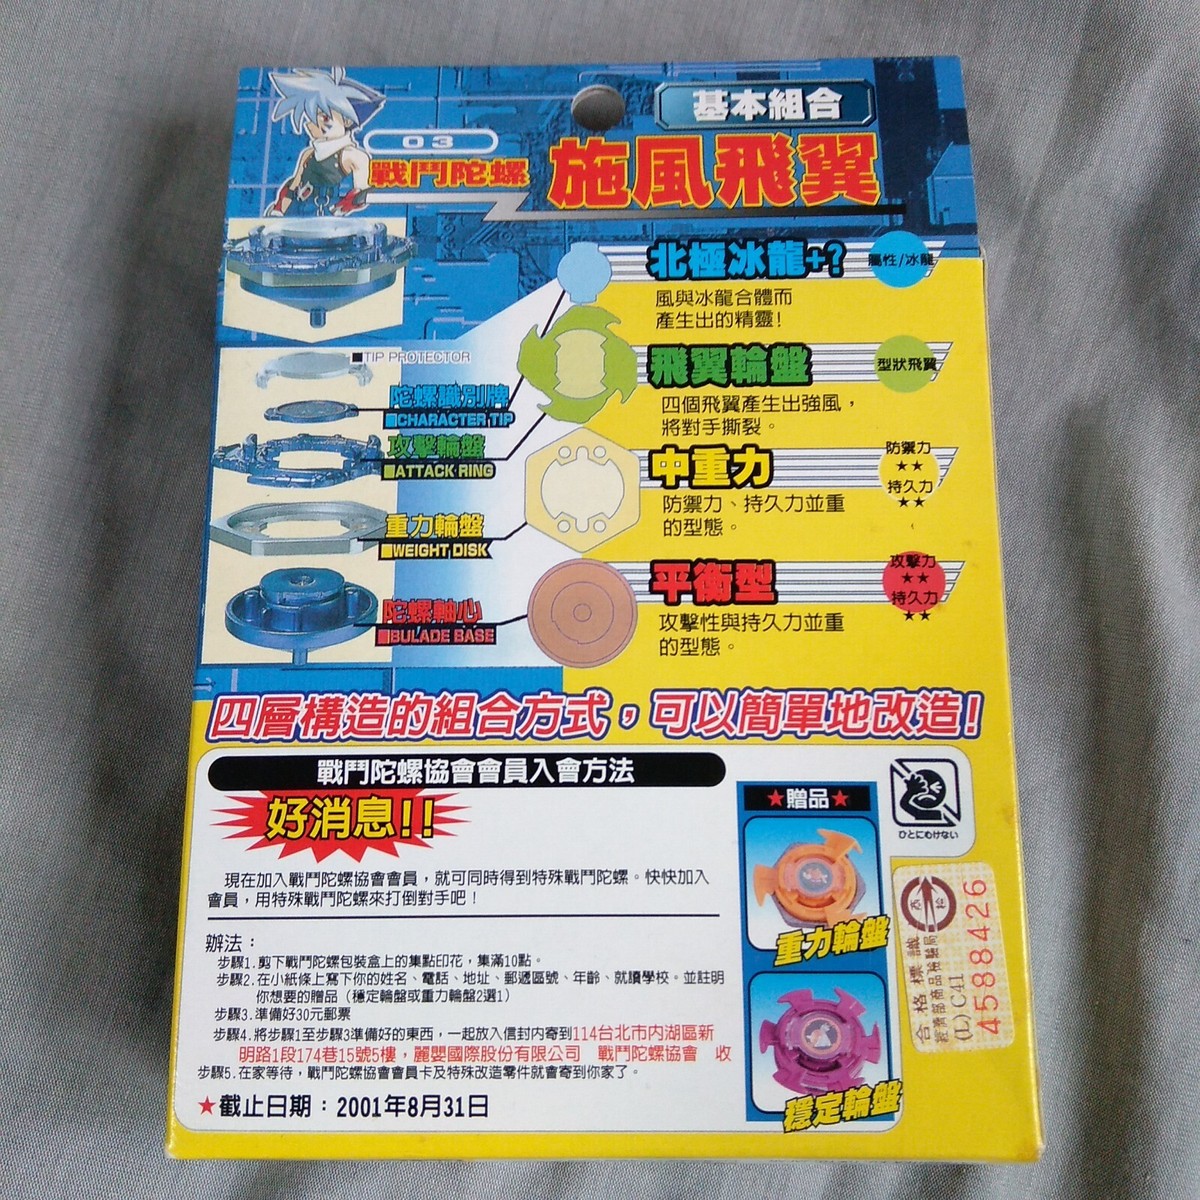 基本組合
03
戰鬥陀螺 施風飛翼
北極冰龍+?
屬性/冰龍
風與冰龍合體而
產生出的精靈!
飛翼輪盤
型狀飛翼
四個飛翼產生出強風，
將對手撕裂。
中重力
防禦力
★★
持久力
★★
防禦力、持久力並重
的型態。
平衡型
攻擊力
★★
持久力
★★
攻擊性與持久力並重
的型態。
■TIP PROTECTOR
陀螺識別牌
■CHARACTER TIP
攻擊輪盤
■ATTACK RING
重力輪盤
■WEIGHT DISK
陀螺軸心
■BULADE BASE
四層構造的組合方式，可以簡單地改造!
戰鬥陀螺協會會員入會方法
好消息!!
現在加入戰鬥陀螺協會會員，就可同時得到特殊戰鬥陀螺。快快加入
會員，用特殊戰鬥陀螺來打倒對手吧！
辦法：
步驟1.剪下戰鬥陀螺包裝盒上的集點印花，集滿10點。
步驟2.在小紙條上寫下你的姓名、電話、地址、郵遞區號、年齡、就讀學校。並註明
你想要的贈品（穩定輪盤或重力輪盤2選1）
步驟3.準備好30元郵票
步驟4.將步驟1至步驟3準備好的東西，一起放入信封內寄到114台北市內湖區新
明路1段174巷15號5樓，麗嬰國際股份有限公司 戰鬥陀螺協會 收
步驟5.在家等待，戰鬥陀螺協會會員卡及特殊改造零件就會寄到你家了。
★截止日期：2001年8月31日
★贈品★
重力輪盤
穩定輪盤
ひとにむけない
合格標識
經濟部商品檢驗局
(L) C41
4588426